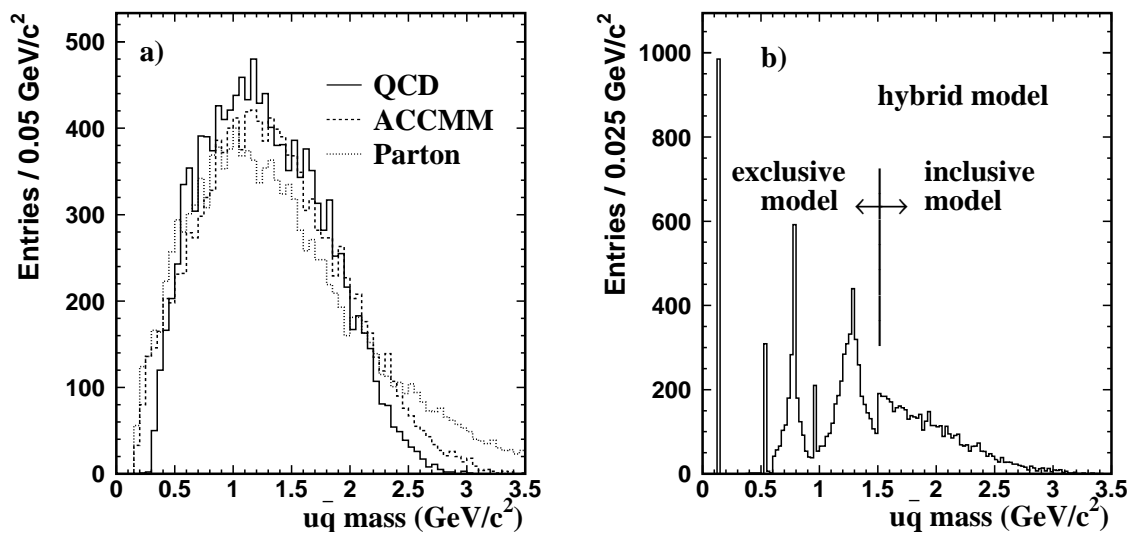 a)
QCD
ACCMM
Parton
Entries / 0.05 GeV/c²
500
400
300
200
100
0
0 0.5 1 1.5 2 2.5 3 3.5
uq̄ mass (GeV/c²)
b)
hybrid model
exclusive model
inclusive model
Entries / 0.025 GeV/c²
1000
800
600
400
200
0
0 0.5 1 1.5 2 2.5 3 3.5
uq̄ mass (GeV/c²)